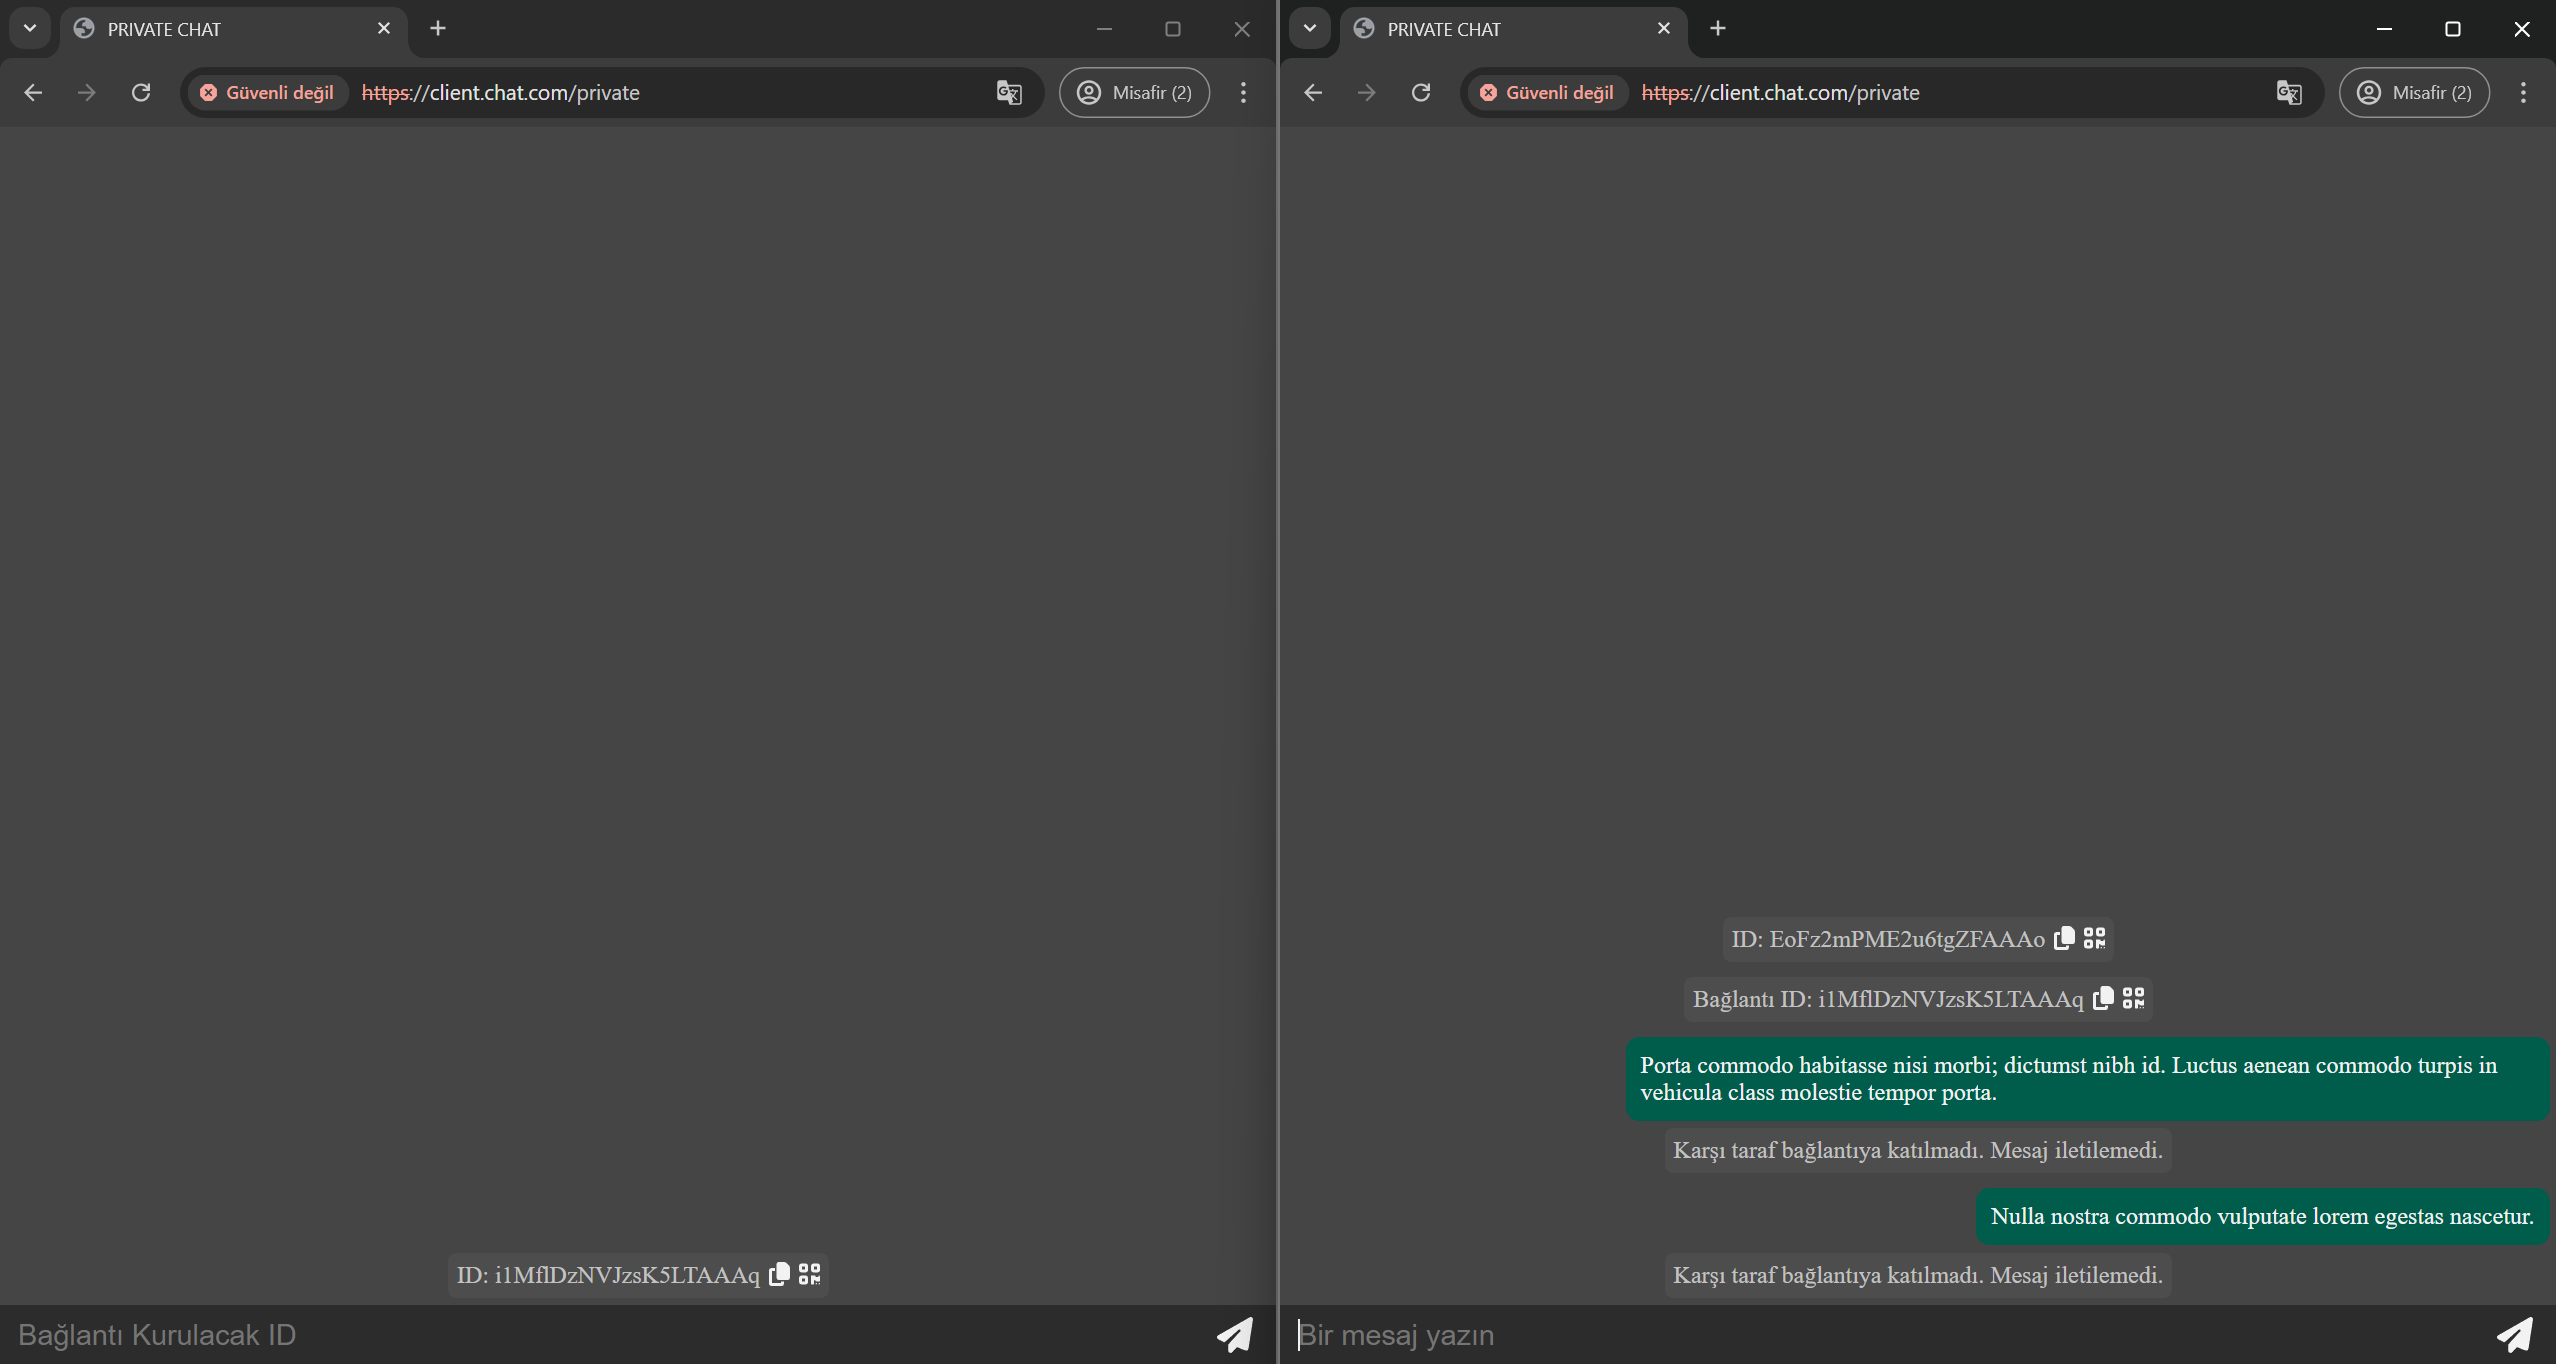 PRIVATE CHAT
Güvenli değil
https://client.chat.com/private
Misafir (2)
ID: i1MflDzNVJzsK5LTAAAq
Bağlantı Kurulacak ID
PRIVATE CHAT
Güvenli değil
https://client.chat.com/private
Misafir (2)
ID: EoFz2mPME2u6tgZFAAAo
Bağlantı ID: i1MflDzNVJzsK5LTAAAq
Porta commodo habitasse nisi morbi; dictumst nibh id. Luctus aenean commodo turpis in
vehicula class molestie tempor porta.
Karşı taraf bağlantıya katılmadı. Mesaj iletilemedi.
Nulla nostra commodo vulputate lorem egestas nascetur.
Karşı taraf bağlantıya katılmadı. Mesaj iletilemedi.
Bir mesaj yazın